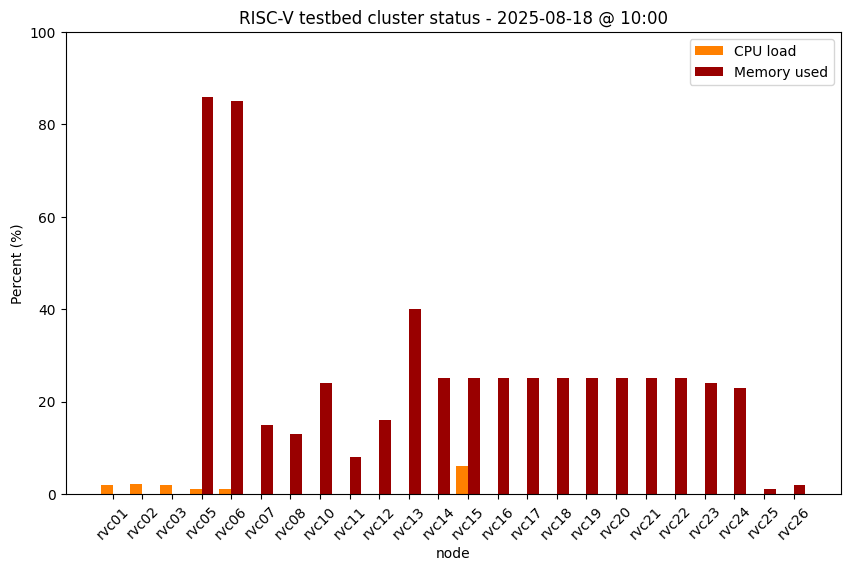 RISC-V testbed cluster status - 2025-08-18 @ 10:00
CPU load
Memory used
Percent (%)
100
80
60
40
20
0
rvc01 rvc02 rvc03 rvc05 rvc06 rvc07 rvc08 rvc10 rvc11 rvc12 rvc13 rvc14 rvc15 rvc16 rvc17 rvc18 rvc19 rvc20 rvc21 rvc22 rvc23 rvc24 rvc25 rvc26
node